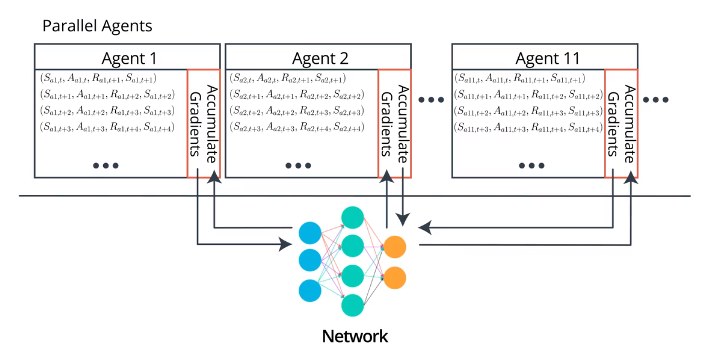 Parallel Agents
Agent 1
(S_{a1,t}, A_{a1,t}, R_{a1,t+1}, S_{a1,t+1})
(S_{a1,t+1}, A_{a1,t+1}, R_{a1,t+2}, S_{a1,t+2})
(S_{a1,t+2}, A_{a1,t+2}, R_{a1,t+3}, S_{a1,t+3})
(S_{a1,t+3}, A_{a1,t+3}, R_{a1,t+4}, S_{a1,t+4})
•••
Accumulate
Gradients
Agent 2
(S_{a2,t}, A_{a2,t}, R_{a2,t+1}, S_{a2,t+1})
(S_{a2,t+1}, A_{a2,t+1}, R_{a2,t+2}, S_{a2,t+2})
(S_{a2,t+2}, A_{a2,t+2}, R_{a2,t+3}, S_{a2,t+3})
(S_{a2,t+3}, A_{a2,t+3}, R_{a2,t+4}, S_{a2,t+4})
•••
Accumulate
Gradients
•••
Agent 11
(S_{a11,t}, A_{a11,t}, R_{a11,t+1}, S_{a11,t+1})
(S_{a11,t+1}, A_{a11,t+1}, R_{a11,t+2}, S_{a11,t+2})
(S_{a11,t+2}, A_{a11,t+2}, R_{a11,t+3}, S_{a11,t+3})
(S_{a11,t+3}, A_{a11,t+3}, R_{a11,t+4}, S_{a11,t+4})
•••
Accumulate
Gradients
•••
Network